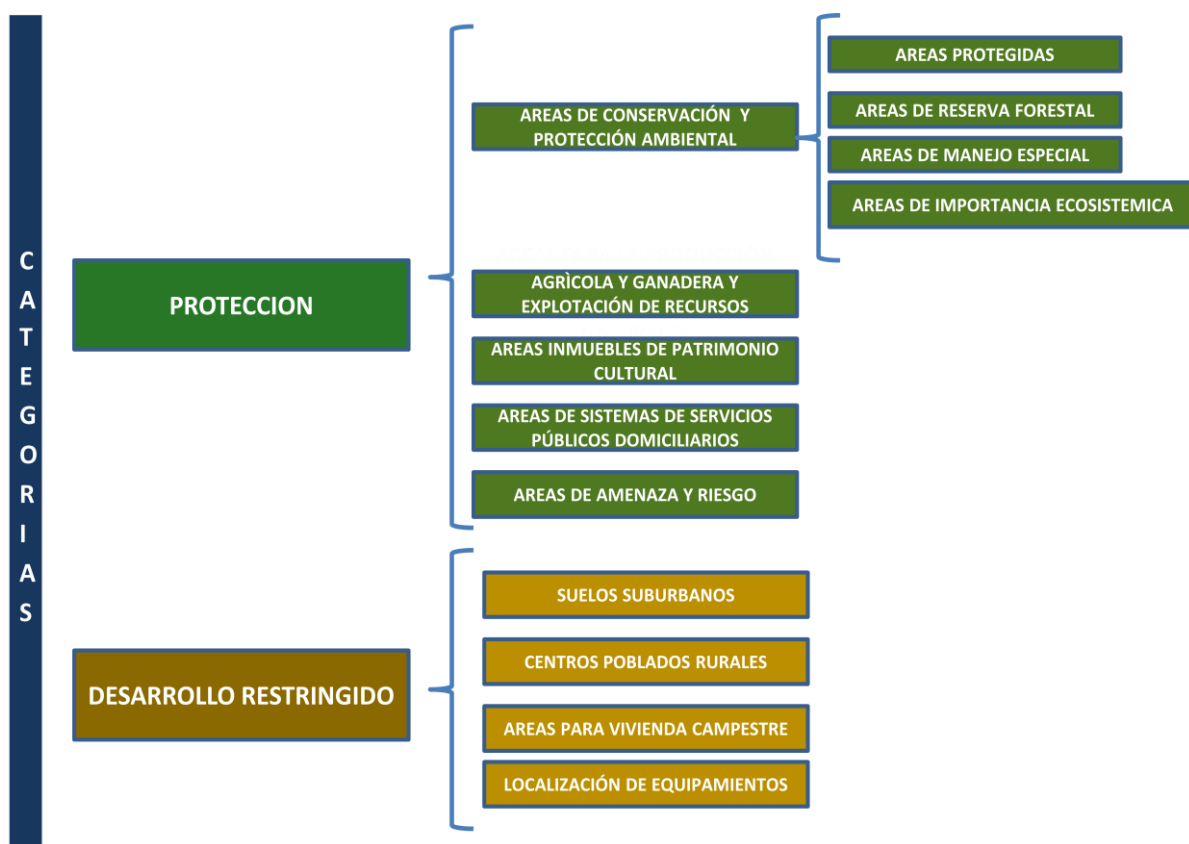 CATEGORIAS
PROTECCION
AREAS DE CONSERVACIÓN Y
PROTECCIÓN AMBIENTAL
AREAS PROTEGIDAS
AREAS DE RESERVA FORESTAL
AREAS DE MANEJO ESPECIAL
AREAS DE IMPORTANCIA ECOSISTEMICA
AGRÌCOLA Y GANADERA Y
EXPLOTACIÓN DE RECURSOS
AREAS INMUEBLES DE PATRIMONIO
CULTURAL
AREAS DE SISTEMAS DE SERVICIOS
PÚBLICOS DOMICILIARIOS
AREAS DE AMENAZA Y RIESGO
DESARROLLO RESTRINGIDO
SUELOS SUBURBANOS
CENTROS POBLADOS RURALES
AREAS PARA VIVIENDA CAMPESTRE
LOCALIZACIÓN DE EQUIPAMIENTOS